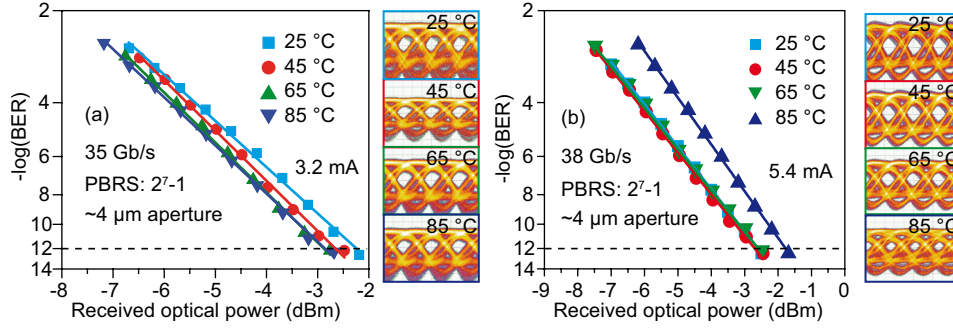 -log(BER)
2
4
6
8
10
12
14
(a)
25 °C
45 °C
65 °C
85 °C
35 Gb/s
3.2 mA
PBRS: 2⁷-1
~4 µm aperture
-8 -7 -6 -5 -4 -3 -2
Received optical power (dBm)
25 °C
45 °C
65 °C
85 °C
-log(BER)
2
4
6
8
10
12
14
(b)
25 °C
45 °C
65 °C
85 °C
38 Gb/s
5.4 mA
PBRS: 2⁷-1
~4 µm aperture
-9 -8 -7 -6 -5 -4 -3 -2 -1 0
Received optical power (dBm)
25 °C
45 °C
65 °C
85 °C